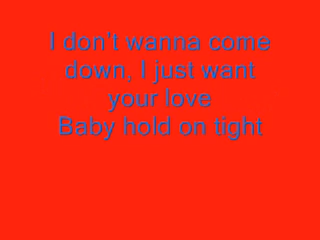 I don't wanna come
down, I just want
your love
Baby hold on tight